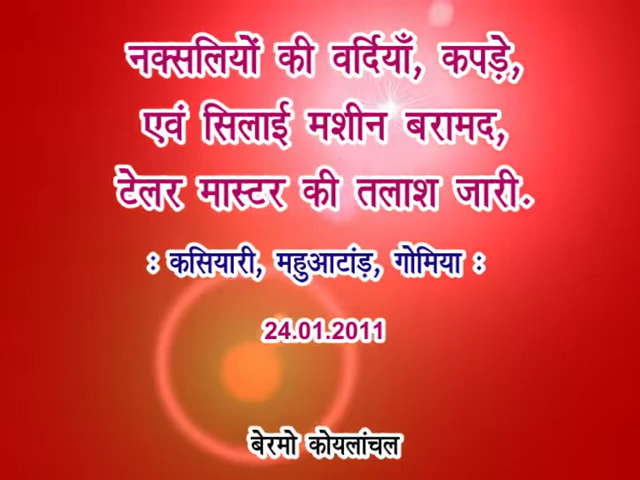 नक्सलियों की वर्दियाँ, कपड़े,
एवं सिलाई मशीन बरामद,
टेलर मास्टर की तलाश जारी.
: कसियारी, महुआटांड़, गोमिया :
24.01.2011
बेरमो कोयलांचल